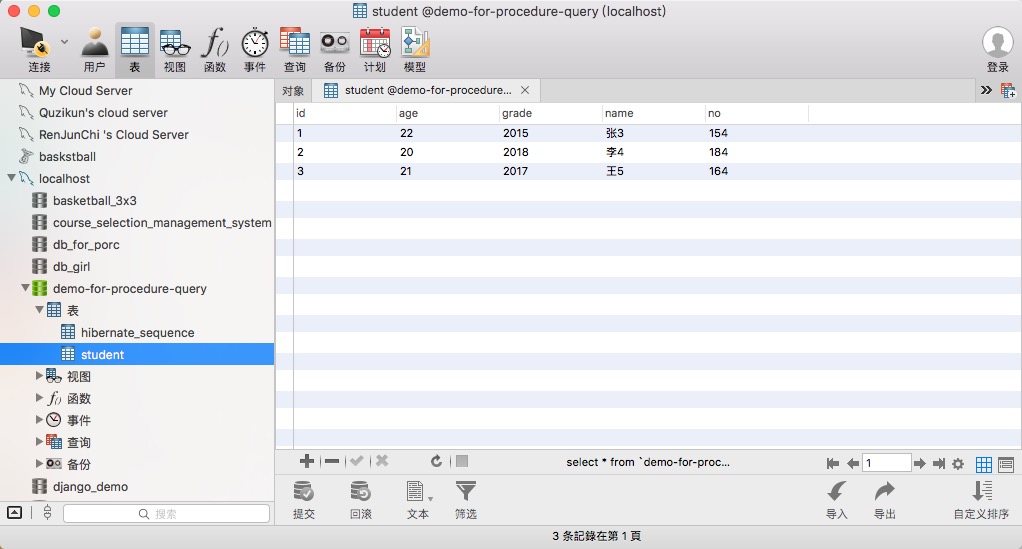 student @demo-for-procedure-query (localhost)
连接 用户 表 视图 函数 事件 查询 备份 计划 模型 登录
My Cloud Server
Quzikun's cloud server
RenJunChi 's Cloud Server
baskstball
localhost
basketball_3x3
course_selection_management_system
db_for_porc
db_girl
demo-for-procedure-query
表
hibernate_sequence
student
视图
函数
事件
查询
备份
django_demo
搜索
对象 student @demo-for-procedure...
id age grade name no
1 22 2015 张3 154
2 20 2018 李4 184
3 21 2017 王5 164
select * from `demo-for-proc... 1
提交 回滚 文本 筛选 导入 导出 自定义排序
3 条記錄在第 1 頁